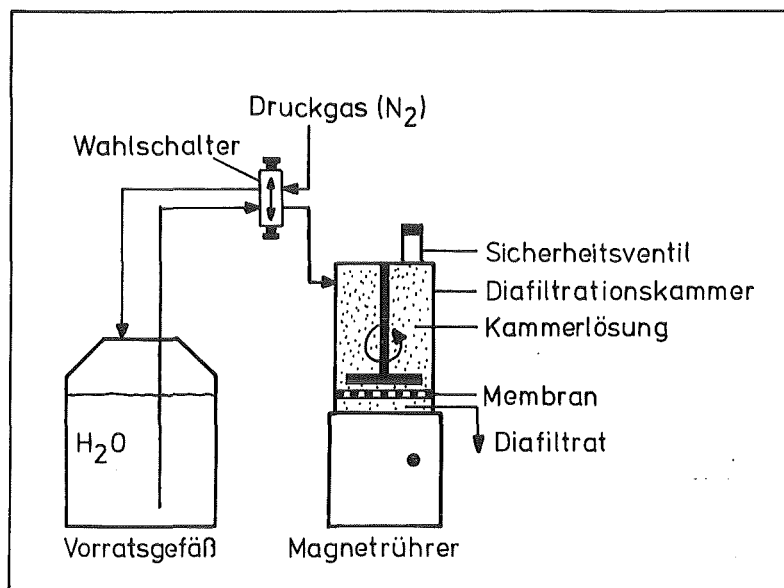 Druckgas (N2)
Wahlschalter
Sicherheitsventil
Diafiltrationskammer
Kammerlösung
Membran
Diafiltrat
H2O
Vorratsgefäß
Magnetrührer